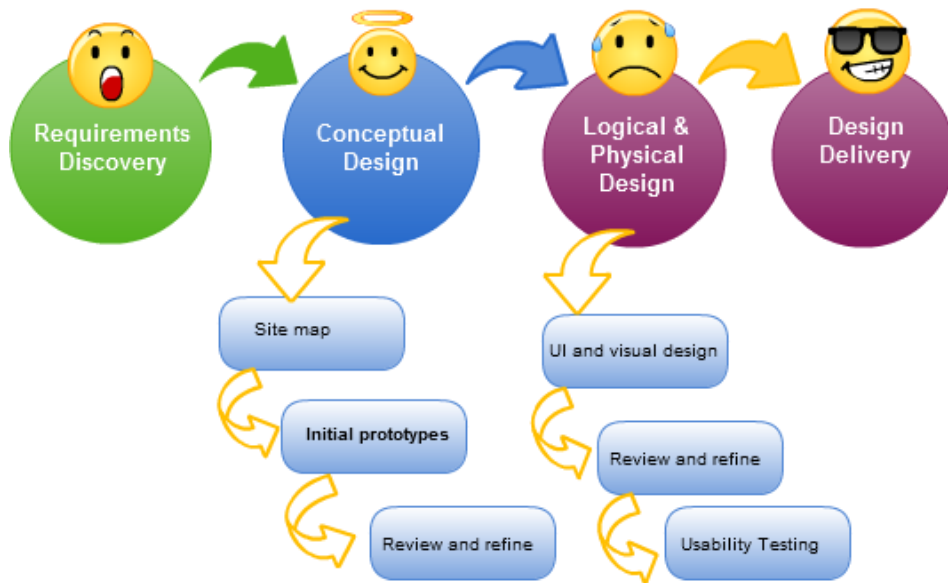 Requirements
Discovery
Conceptual
Design
Logical &
Physical
Design
Design
Delivery
Site map
Initial prototypes
Review and refine
UI and visual design
Review and refine
Usability Testing